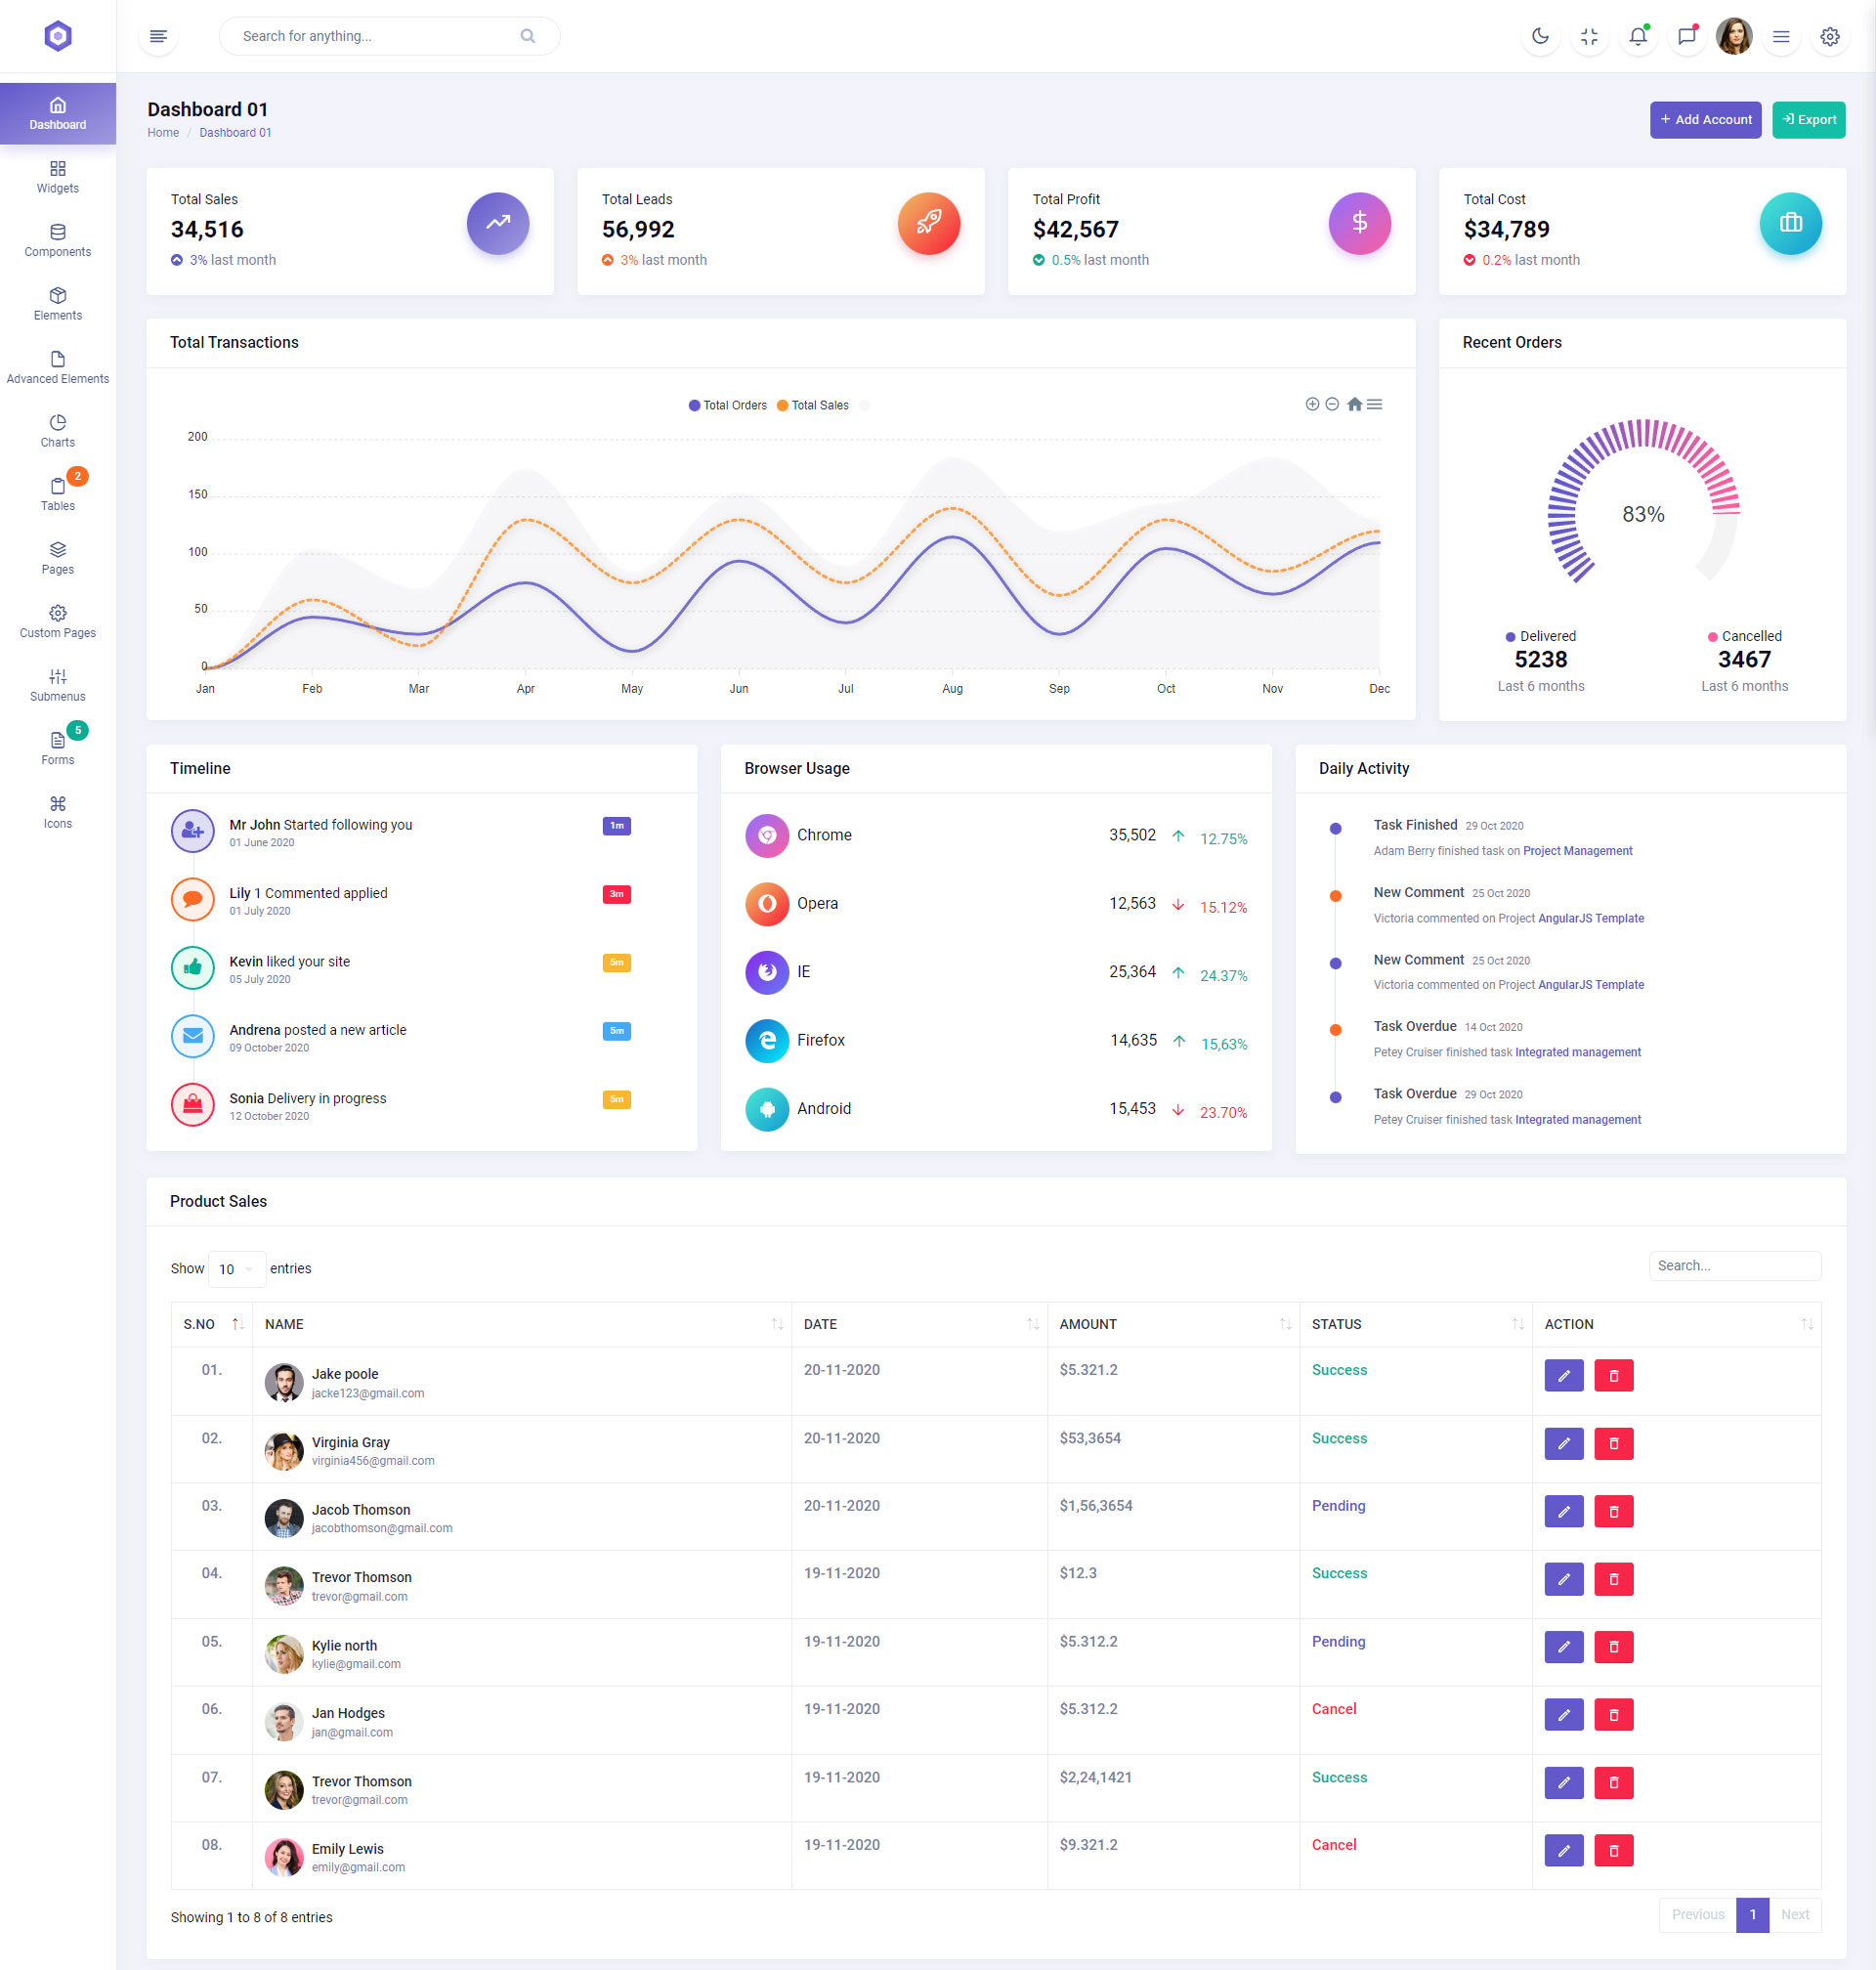 Search for anything...
Dashboard
Widgets
Components
Elements
Advanced Elements
Charts
2
Tables
Pages
Custom Pages
Submenus
5
Forms
Icons
Dashboard 01
Home / Dashboard 01
+ Add Account
Export
Total Sales
34,516
3% last month
Total Leads
56,992
3% last month
Total Profit
$42,567
0.5% last month
$
Total Cost
$34,789
0.2% last month
Total Transactions
Total Orders Total Sales
200
150
100
50
0
Jan Feb Mar Apr May Jun Jul Aug Sep Oct Nov Dec
Recent Orders
83%
Delivered
5238
Last 6 months
Cancelled
3467
Last 6 months
Timeline
Mr John Started following you 1m
01 June 2020
Lily 1 Commented applied 3m
01 July 2020
Kevin liked your site 5m
05 July 2020
Andrena posted a new article 5m
09 October 2020
Sonia Delivery in progress 5m
12 October 2020
Browser Usage
Chrome 35,502 12.75%
Opera 12,563 15.12%
IE 25,364 24.37%
Firefox 14,635 15,63%
Android 15,453 23.70%
Daily Activity
Task Finished 29 Oct 2020
Adam Berry finished task on Project Management
New Comment 25 Oct 2020
Victoria commented on Project AngularJS Template
New Comment 25 Oct 2020
Victoria commented on Project AngularJS Template
Task Overdue 14 Oct 2020
Petey Cruiser finished task Integrated management
Task Overdue 29 Oct 2020
Petey Cruiser finished task Integrated management
Product Sales
Show 10 entries
Search...
S.NO NAME DATE AMOUNT STATUS ACTION
01. Jake poole 20-11-2020 $5.321.2 Success
jacke123@gmail.com
02. Virginia Gray 20-11-2020 $53,3654 Success
virginia456@gmail.com
03. Jacob Thomson 20-11-2020 $1,56,3654 Pending
jacobthomson@gmail.com
04. Trevor Thomson 19-11-2020 $12.3 Success
trevor@gmail.com
05. Kylie north 19-11-2020 $5.312.2 Pending
kylie@gmail.com
06. Jan Hodges 19-11-2020 $5.312.2 Cancel
jan@gmail.com
07. Trevor Thomson 19-11-2020 $2,24,1421 Success
trevor@gmail.com
08. Emily Lewis 19-11-2020 $9.321.2 Cancel
emily@gmail.com
Showing 1 to 8 of 8 entries
Previous 1 Next